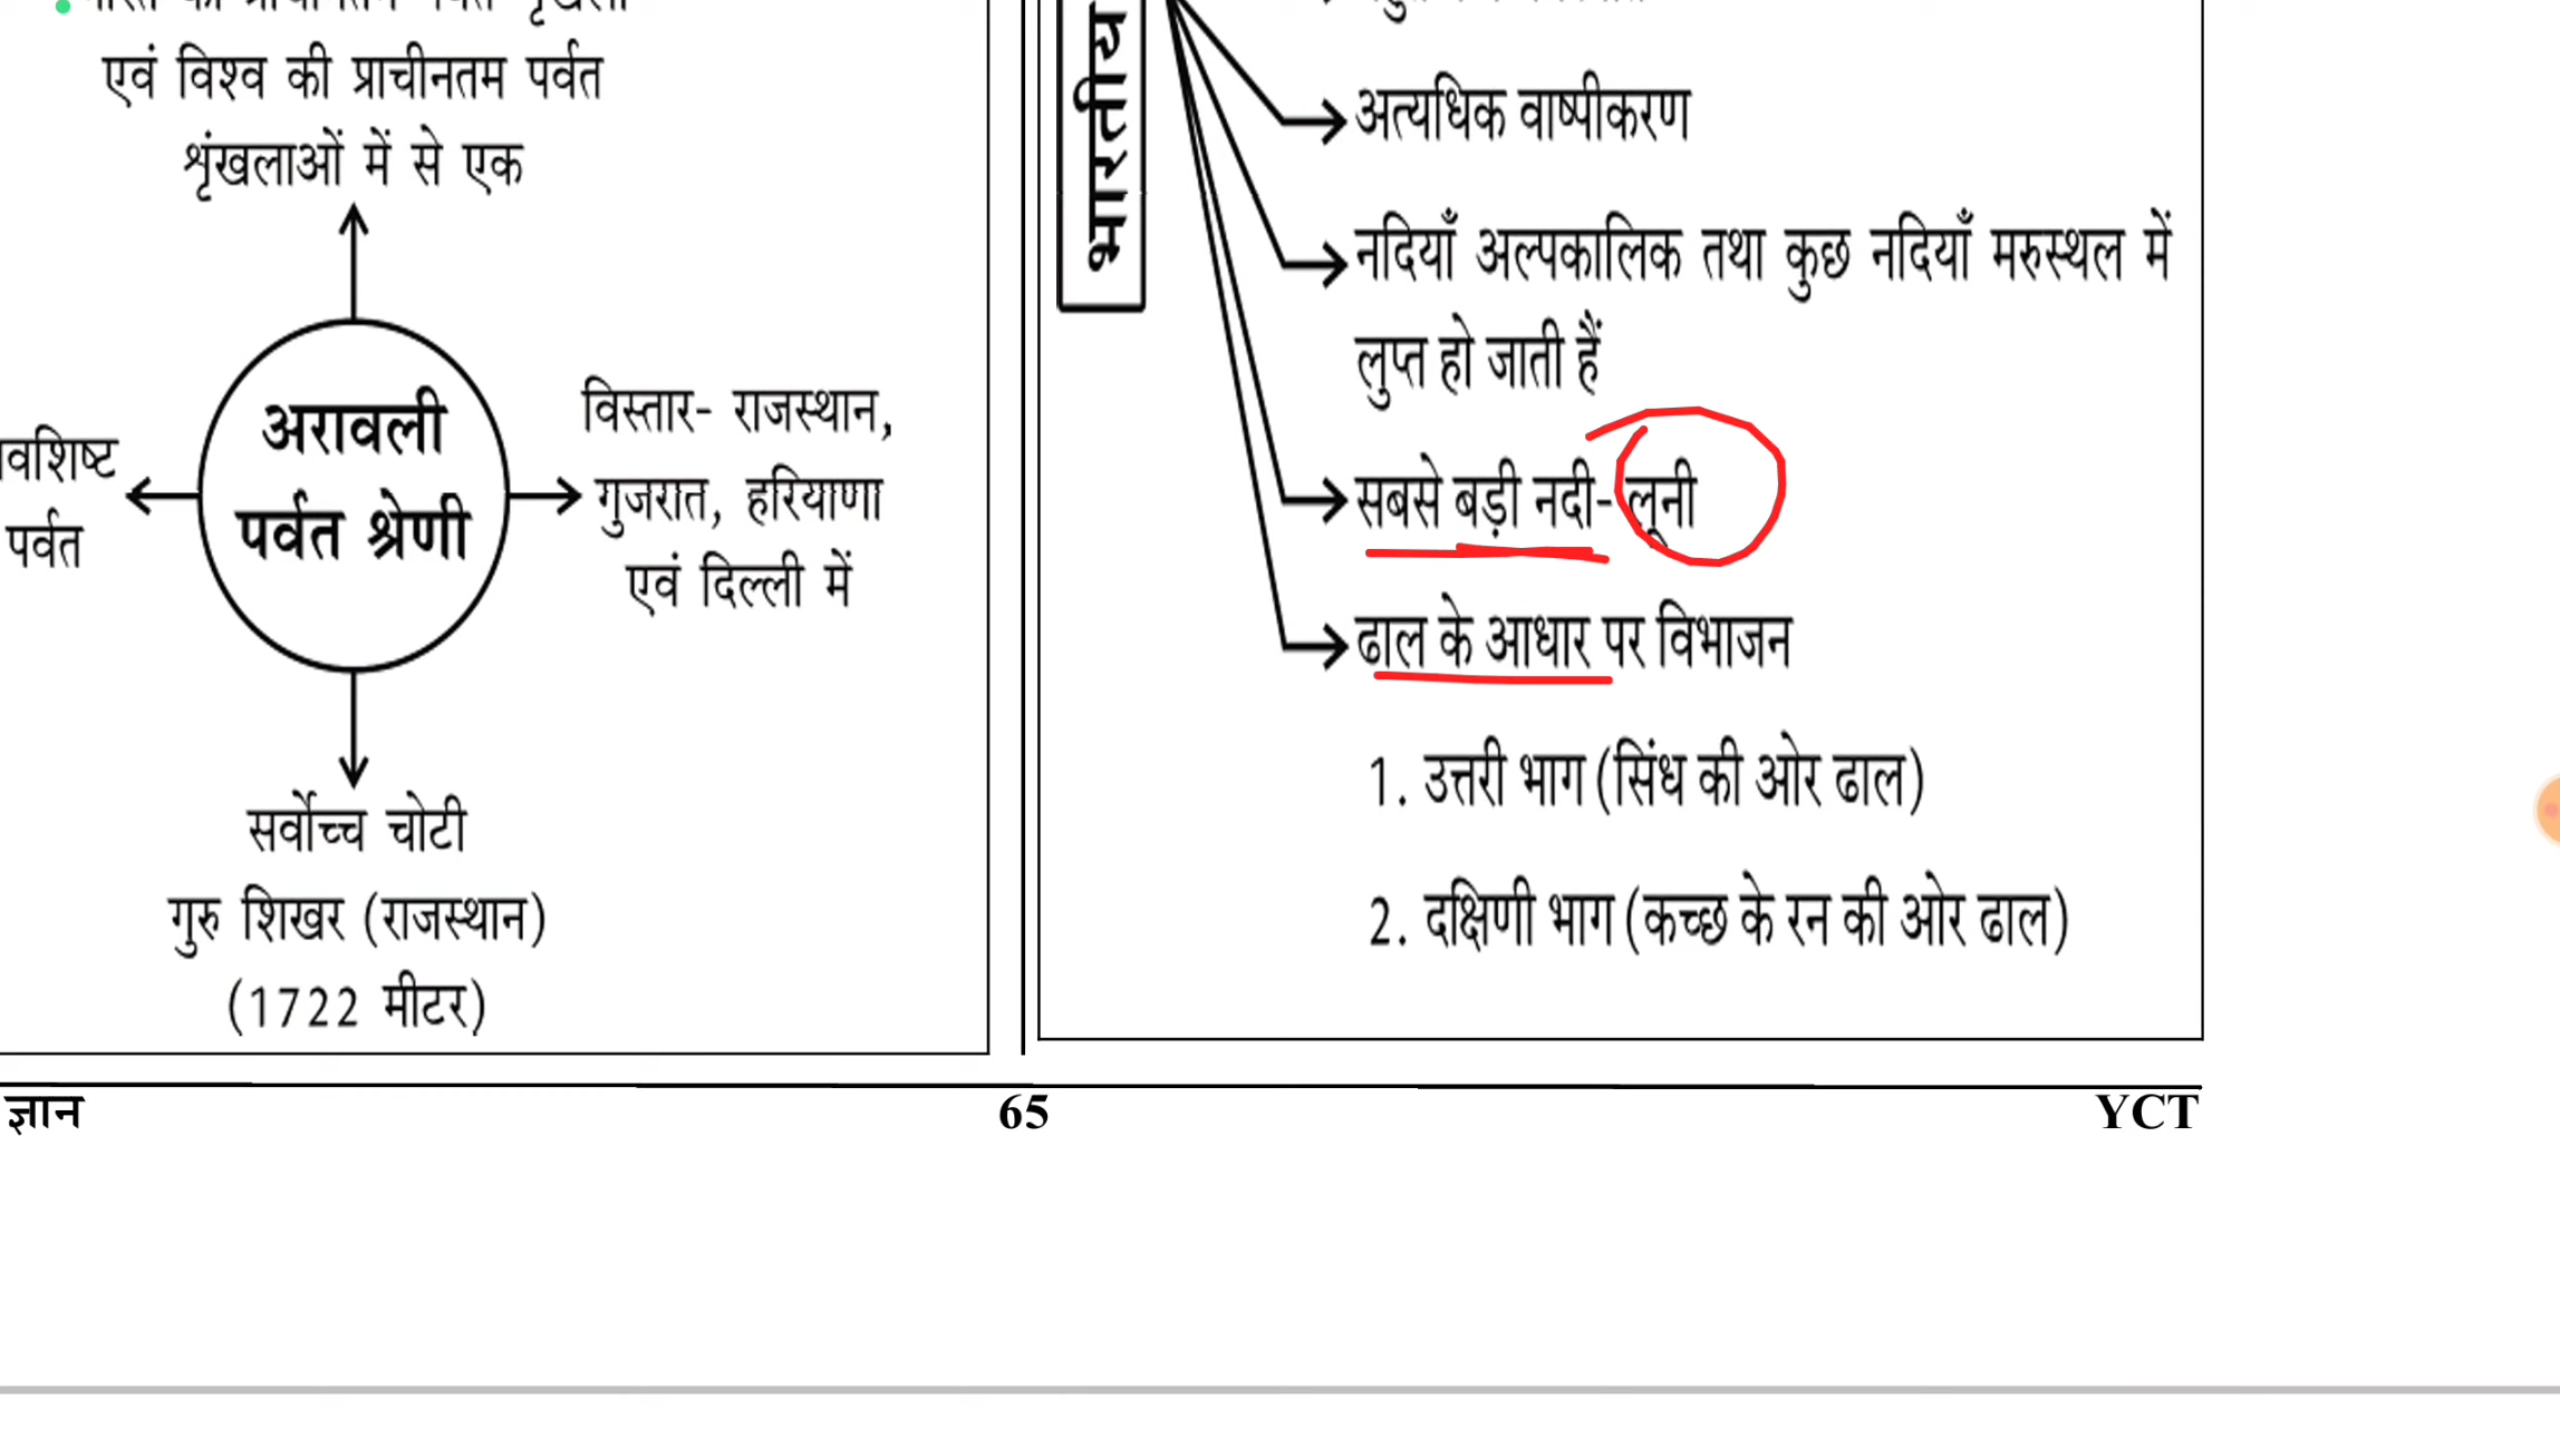 एवं विश्व की प्राचीनतम पर्वत
शृंखलाओं में से एक
अरावली
पर्वत श्रेणी
विस्तार- राजस्थान,
गुजरात, हरियाणा
एवं दिल्ली में
पर्वत
सर्वोच्च चोटी
गुरु शिखर (राजस्थान)
(1722 मीटर)
भारतीय
अत्यधिक वाष्पीकरण
नदियाँ अल्पकालिक तथा कुछ नदियाँ मरुस्थल में
लुप्त हो जाती हैं
सबसे बड़ी नदी- लूनी
ढाल के आधार पर विभाजन
1. उत्तरी भाग (सिंध की ओर ढाल)
2. दक्षिणी भाग (कच्छ के रन की ओर ढाल)
ज्ञान 65 YCT